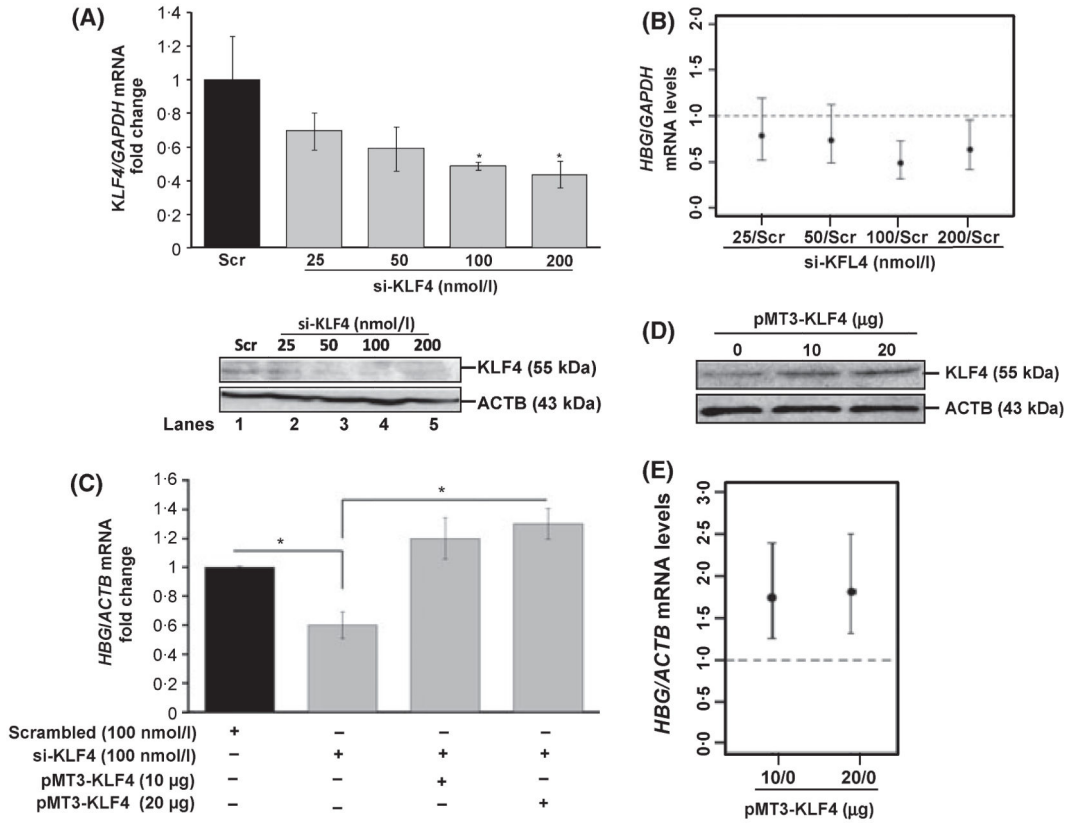 (A)
KLF4/GAPDH mRNA
fold change
1·4
1·2
1
0·8
0·6
0·4
0·2
0
* *
Scr 25 50 100 200
si-KLF4 (nmol/l)
si-KLF4 (nmol/l)
Scr 25 50 100 200
KLF4 (55 kDa)
ACTB (43 kDa)
Lanes 1 2 3 4 5
(B)
HBG/GAPDH
mRNA levels
2·0
1·5
1·0
0·5
0·0
25/Scr 50/Scr 100/Scr 200/Scr
si-KFL4 (nmol/l)
(D)
pMT3-KLF4 (µg)
0 10 20
KLF4 (55 kDa)
ACTB (43 kDa)
(C)
HBG/ACTB mRNA
fold change
1·6
1·4
1·2
1
0·8
0·6
0·4
0·2
0
* *
Scrambled (100 nmol/l) + – – –
si-KLF4 (100 nmol/l) – + + +
pMT3-KLF4 (10 µg) – – + –
pMT3-KLF4 (20 µg) – – – +
(E)
HBG/ACTB mRNA levels
3·0
2·5
2·0
1·5
1·0
0·5
0·0
10/0 20/0
pMT3-KLF4 (µg)